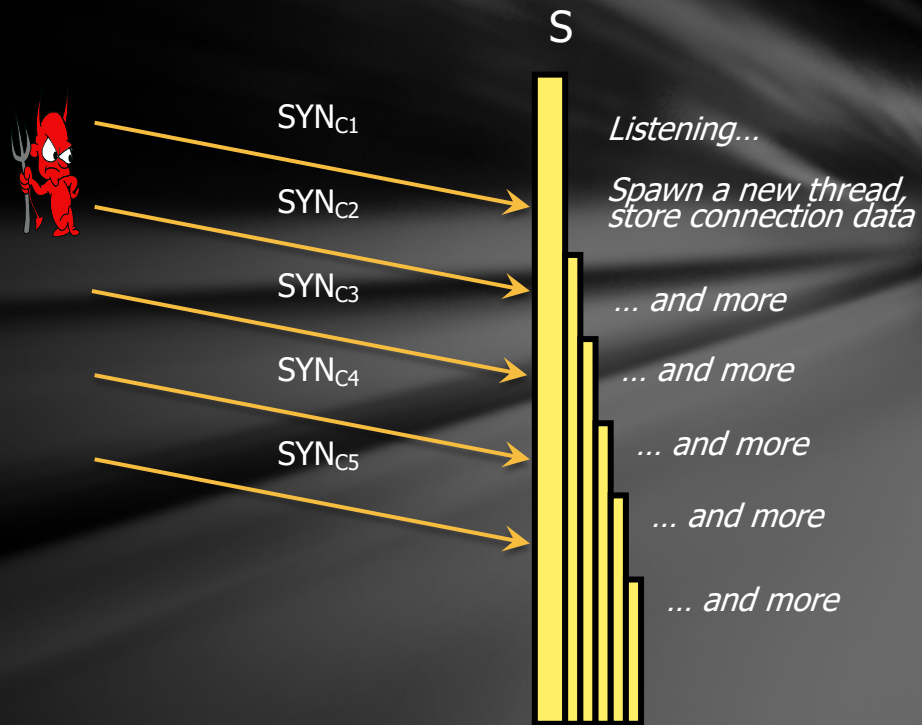 S
SYNC1
Listening…
SYNC2
Spawn a new thread,
store connection data
SYNC3
… and more
SYNC4
… and more
SYNC5
… and more
… and more
… and more